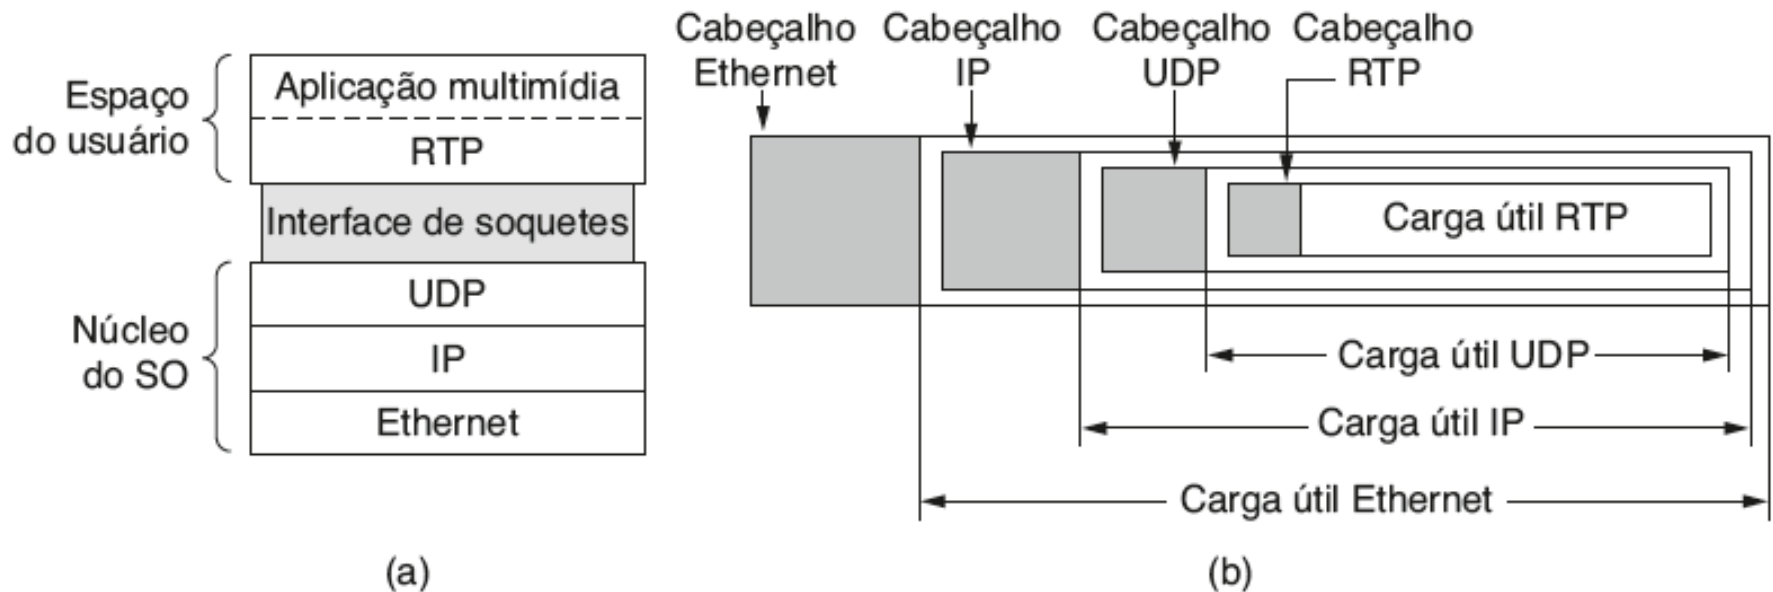 Espaço
do usuário
Aplicação multimídia
RTP
Interface de soquetes
Núcleo
do SO
UDP
IP
Ethernet
(a)
Cabeçalho
Ethernet
Cabeçalho
IP
Cabeçalho
UDP
Cabeçalho
RTP
Carga útil RTP
Carga útil UDP
Carga útil IP
Carga útil Ethernet
(b)